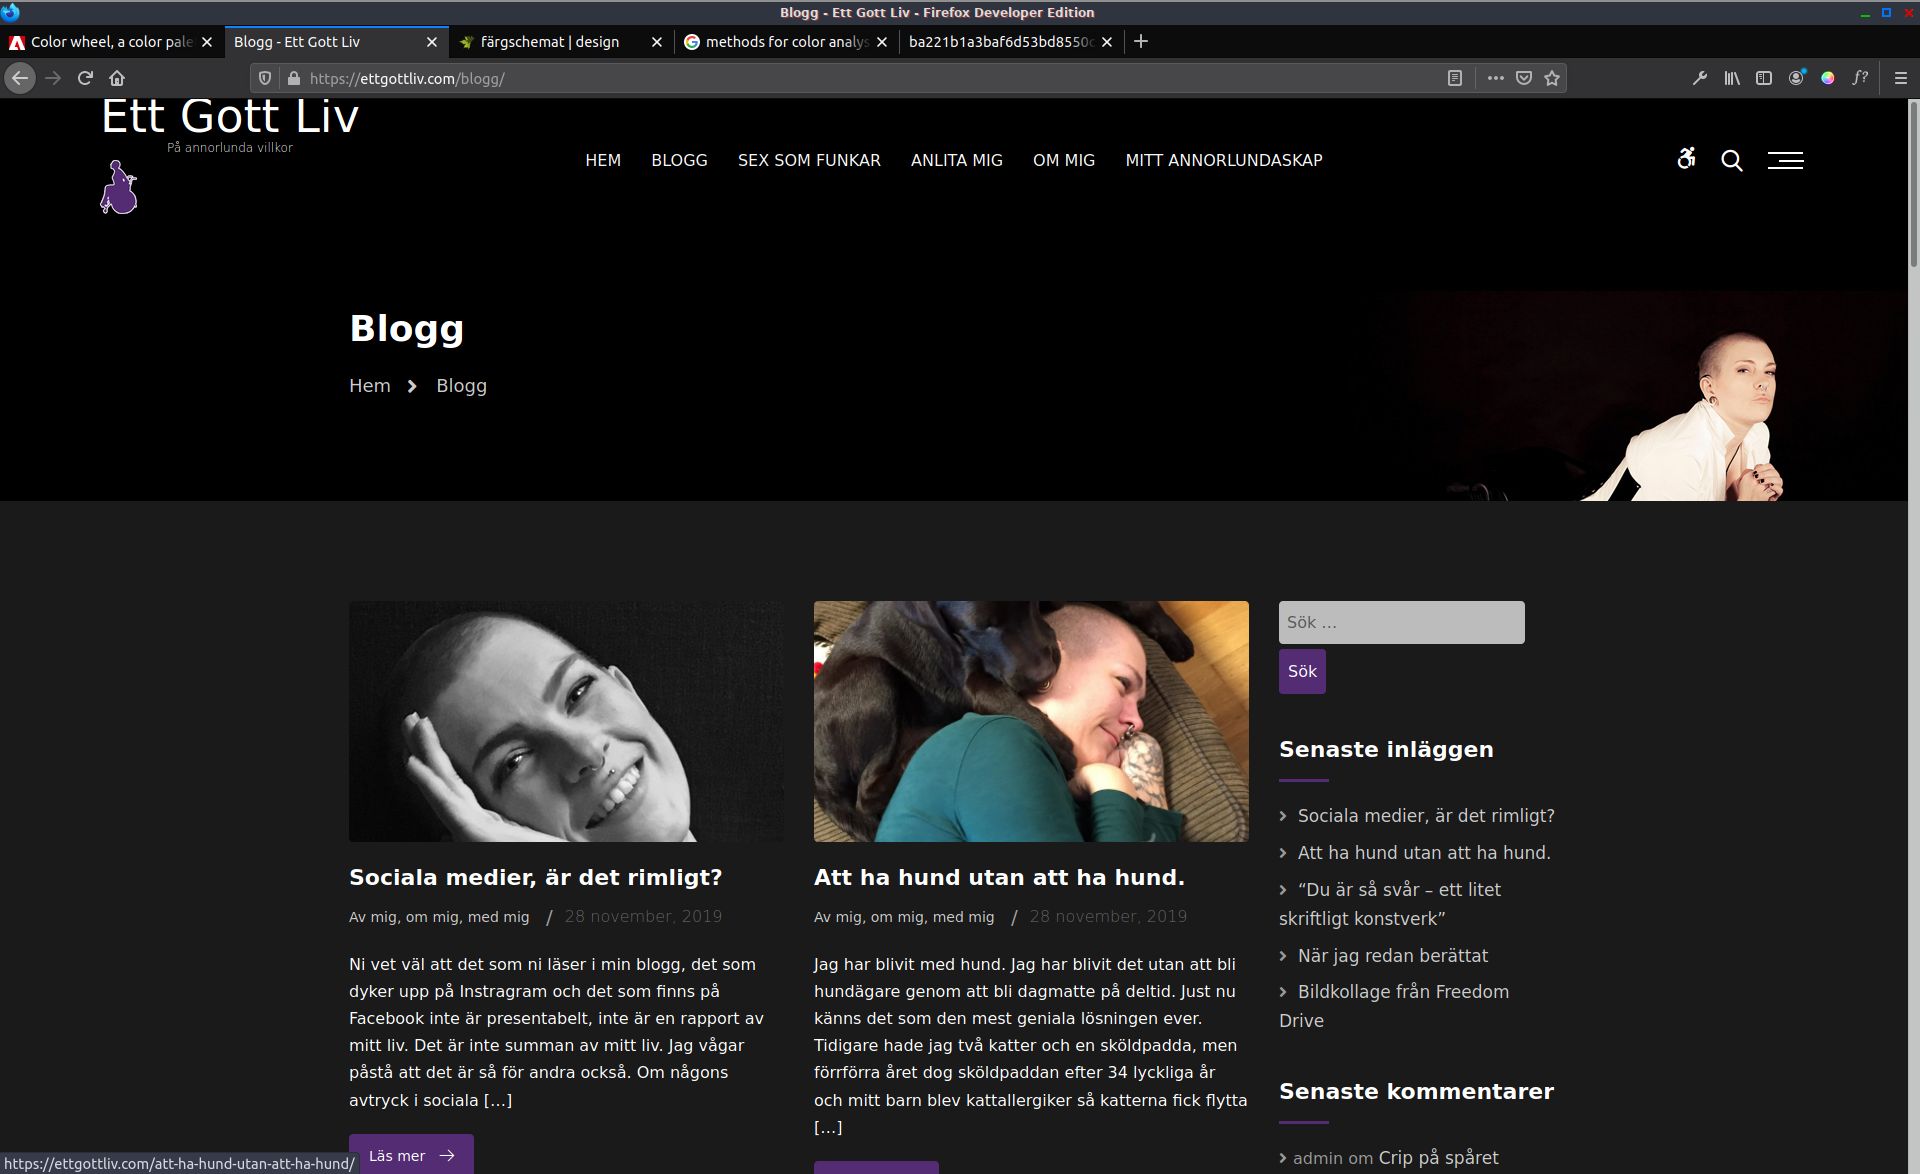 Blogg - Ett Gott Liv - Firefox Developer Edition
Color wheel, a color pale
Blogg - Ett Gott Liv
färgschemat | design
methods for color analys
ba221b1a3baf6d53bd8550c
https://ettgottliv.com/blogg/
f?
Ett Gott Liv
På annorlunda villkor
HEM
BLOGG
SEX SOM FUNKAR
ANLITA MIG
OM MIG
MITT ANNORLUNDASKAP
Blogg
Hem
Blogg
Sociala medier, är det rimligt?
Av mig, om mig, med mig / 28 november, 2019
Ni vet väl att det som ni läser i min blogg, det som
dyker upp på Instragram och det som finns på
Facebook inte är presentabelt, inte är en rapport av
mitt liv. Det är inte summan av mitt liv. Jag vågar
påstå att det är så för andra också. Om någons
avtryck i sociala […]
Läs mer
Att ha hund utan att ha hund.
Av mig, om mig, med mig / 28 november, 2019
Jag har blivit med hund. Jag har blivit det utan att bli
hundägare genom att bli dagmatte på deltid. Just nu
känns det som den mest geniala lösningen ever.
Tidigare hade jag två katter och en sköldpadda, men
förrförra året dog sköldpaddan efter 34 lyckliga år
och mitt barn blev kattallergiker så katterna fick flytta
[…]
Sök …
Sök
Senaste inläggen
Sociala medier, är det rimligt?
Att ha hund utan att ha hund.
“Du är så svår – ett litet
skriftligt konstverk”
När jag redan berättat
Bildkollage från Freedom
Drive
Senaste kommentarer
admin om Crip på spåret
https://ettgottliv.com/att-ha-hund-utan-att-ha-hund/